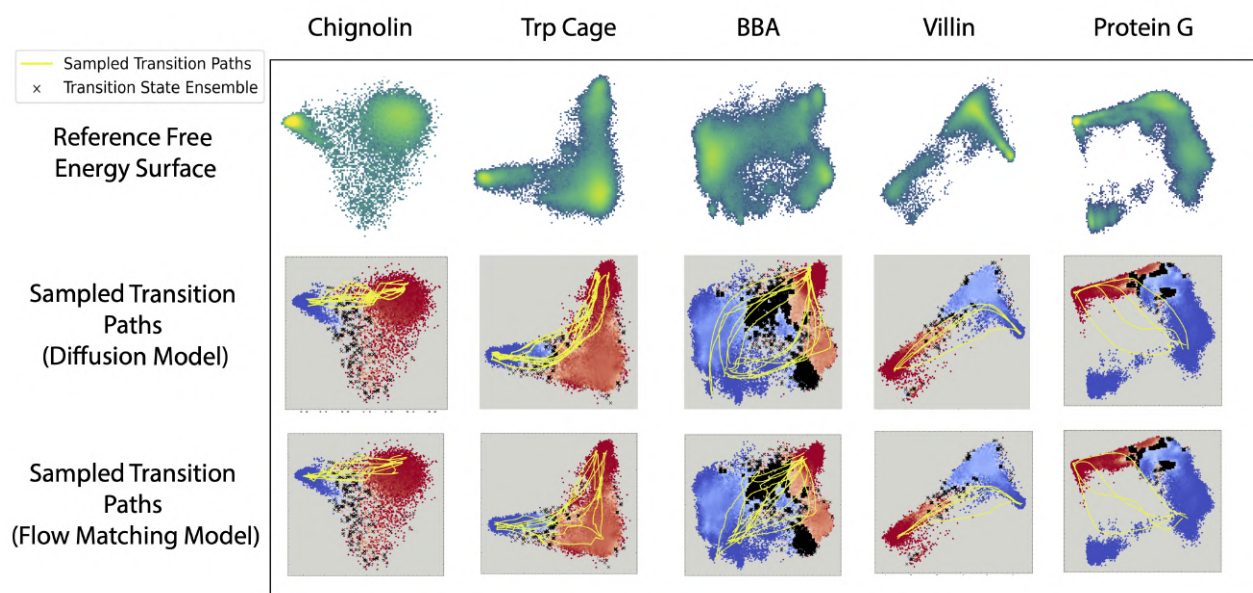 Chignolin Trp Cage BBA Villin Protein G
Sampled Transition Paths
× Transition State Ensemble
Reference Free
Energy Surface
Sampled Transition
Paths
(Diffusion Model)
Sampled Transition
Paths
(Flow Matching Model)